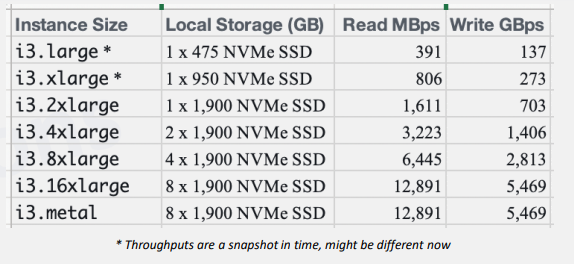 Instance Size Local Storage (GB) Read MBps Write GBps
i3.large * 1 x 475 NVMe SSD 391 137
i3.xlarge * 1 x 950 NVMe SSD 806 273
i3.2xlarge 1 x 1,900 NVMe SSD 1,611 703
i3.4xlarge 2 x 1,900 NVMe SSD 3,223 1,406
i3.8xlarge 4 x 1,900 NVMe SSD 6,445 2,813
i3.16xlarge 8 x 1,900 NVMe SSD 12,891 5,469
i3.metal 8 x 1,900 NVMe SSD 12,891 5,469
* Throughputs are a snapshot in time, might be different now